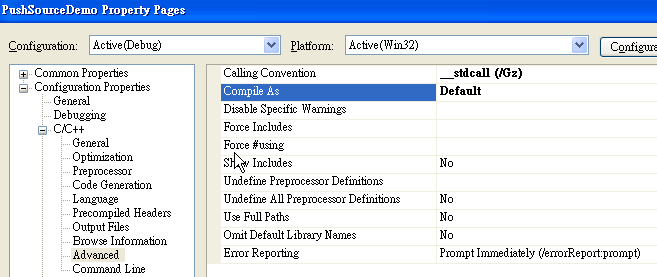 PushSourceDemo Property Pages
Configuration: Active(Debug) Platform: Active(Win32) Configura
Common Properties
Configuration Properties
General
Debugging
C/C++
General
Optimization
Preprocessor
Code Generation
Language
Precompiled Headers
Output Files
Browse Information
Advanced
Command Line
Calling Convention __stdcall (/Gz)
Compile As Default
Disable Specific Warnings
Force Includes
Force #using
Show Includes No
Undefine Preprocessor Definitions
Undefine All Preprocessor Definitions No
Use Full Paths No
Omit Default Library Names No
Error Reporting Prompt Immediately (/errorReport:prompt)